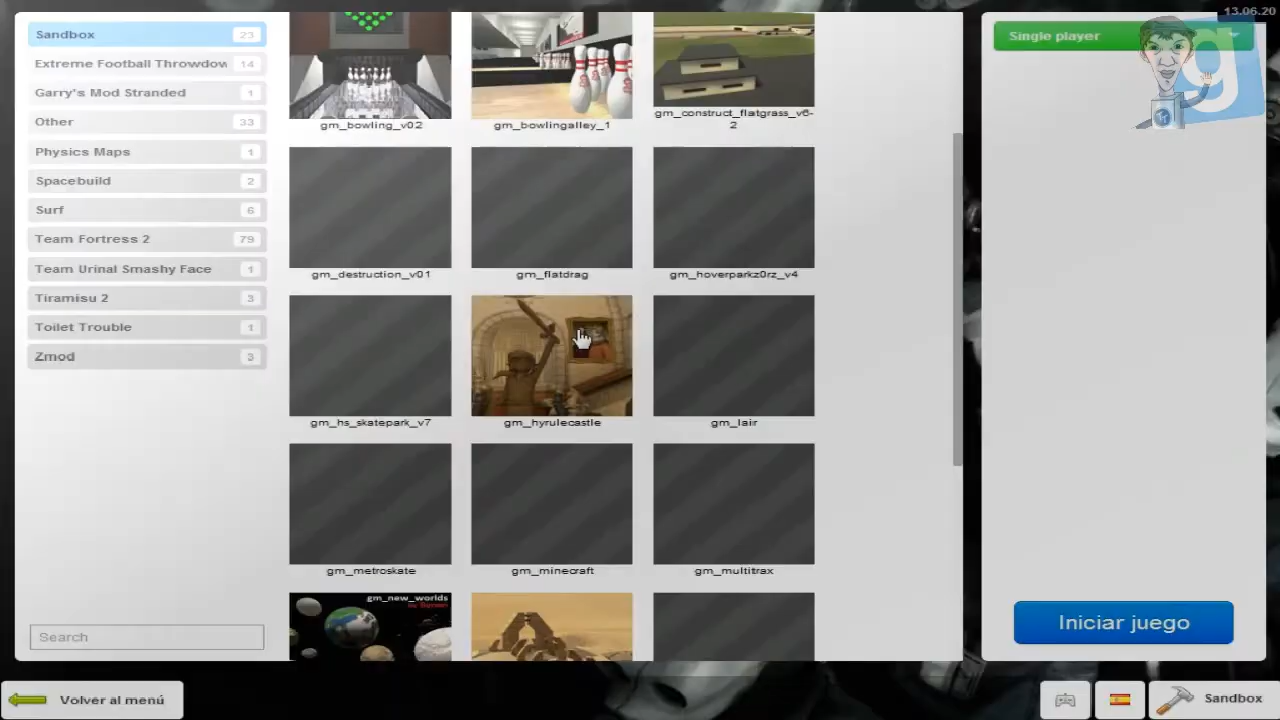 13.06.20
Sandbox 23
Extreme Football Throwdow 14
Garry's Mod Stranded 1
Other 33
Physics Maps 1
Spacebuild 2
Surf 6
Team Fortress 2 79
Team Urinal Smashy Face 1
Tiramisu 2 3
Toilet Trouble 1
Zmod 3
Search
gm_bowling_v0.2
gm_bowlingalley_1
gm_construct_flatgrass_v6-
2
gm_destruction_v01
gm_flatdrag
gm_hoverparkz0rz_v4
gm_hs_skatepark_v7
gm_hyrulecastle
gm_lair
gm_metroskate
gm_minecraft
gm_multitrax
gm_new_worlds
Single player
g
Iniciar juego
Volver al menú
Sandbox